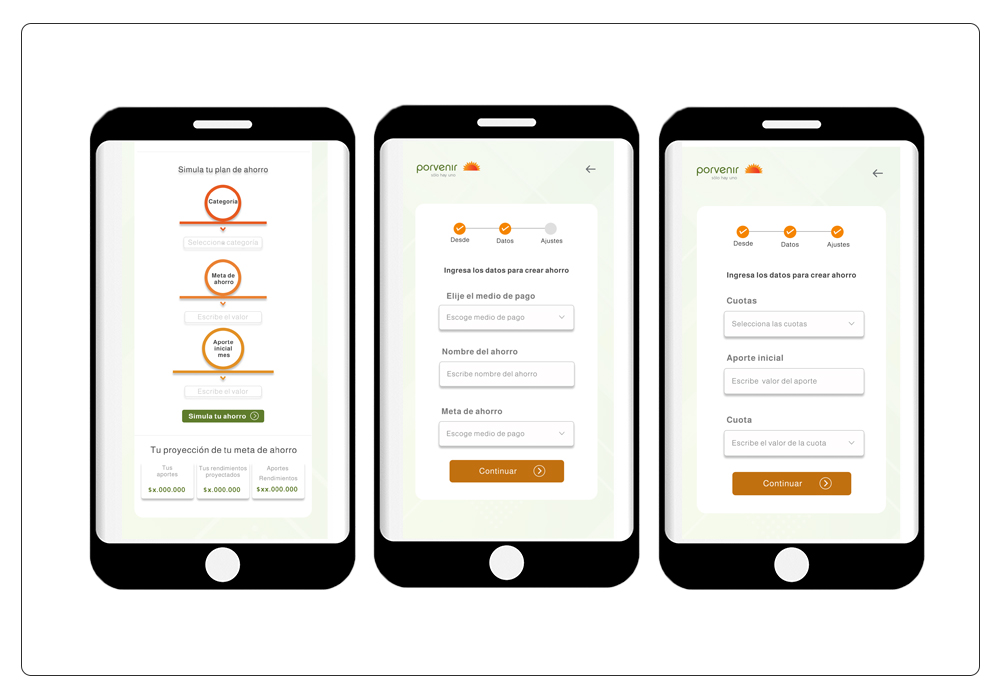 Simula tu plan de ahorro
Categoria
Seleccione categoria
Meta de
ahorro
Escribe el valor
Aporte
inicial
mes
Escribe el valor
Simula tu ahorro
Tu proyección de tu meta de ahorro
Tus
aportes
$x.000.000
Tus rendimientos
proyectados
$x.000.000
Aportes
Rendimientos
$xx.000.000
porvenir
sólo hay uno
Desde
Datos
Ajustes
Ingresa los datos para crear ahorro
Elije el medio de pago
Escoge medio de pago
Nombre del ahorro
Escribe nombre del ahorro
Meta de ahorro
Escoge medio de pago
Continuar
porvenir
sólo hay uno
Desde
Datos
Ajustes
Ingresa los datos para crear ahorro
Cuotas
Selecciona las cuotas
Aporte inicial
Escribe valor del aporte
Cuota
Escribe el valor de la cuota
Continuar